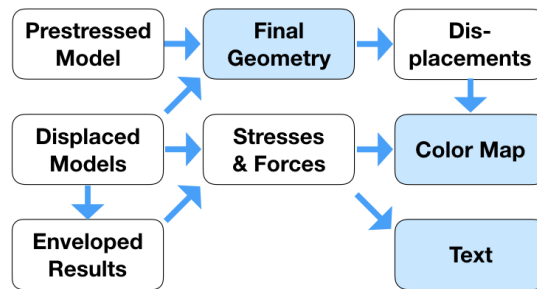 Prestressed
Model
Final
Geometry
Dis-
placements
Displaced
Models
Stresses
& Forces
Color Map
Enveloped
Results
Text